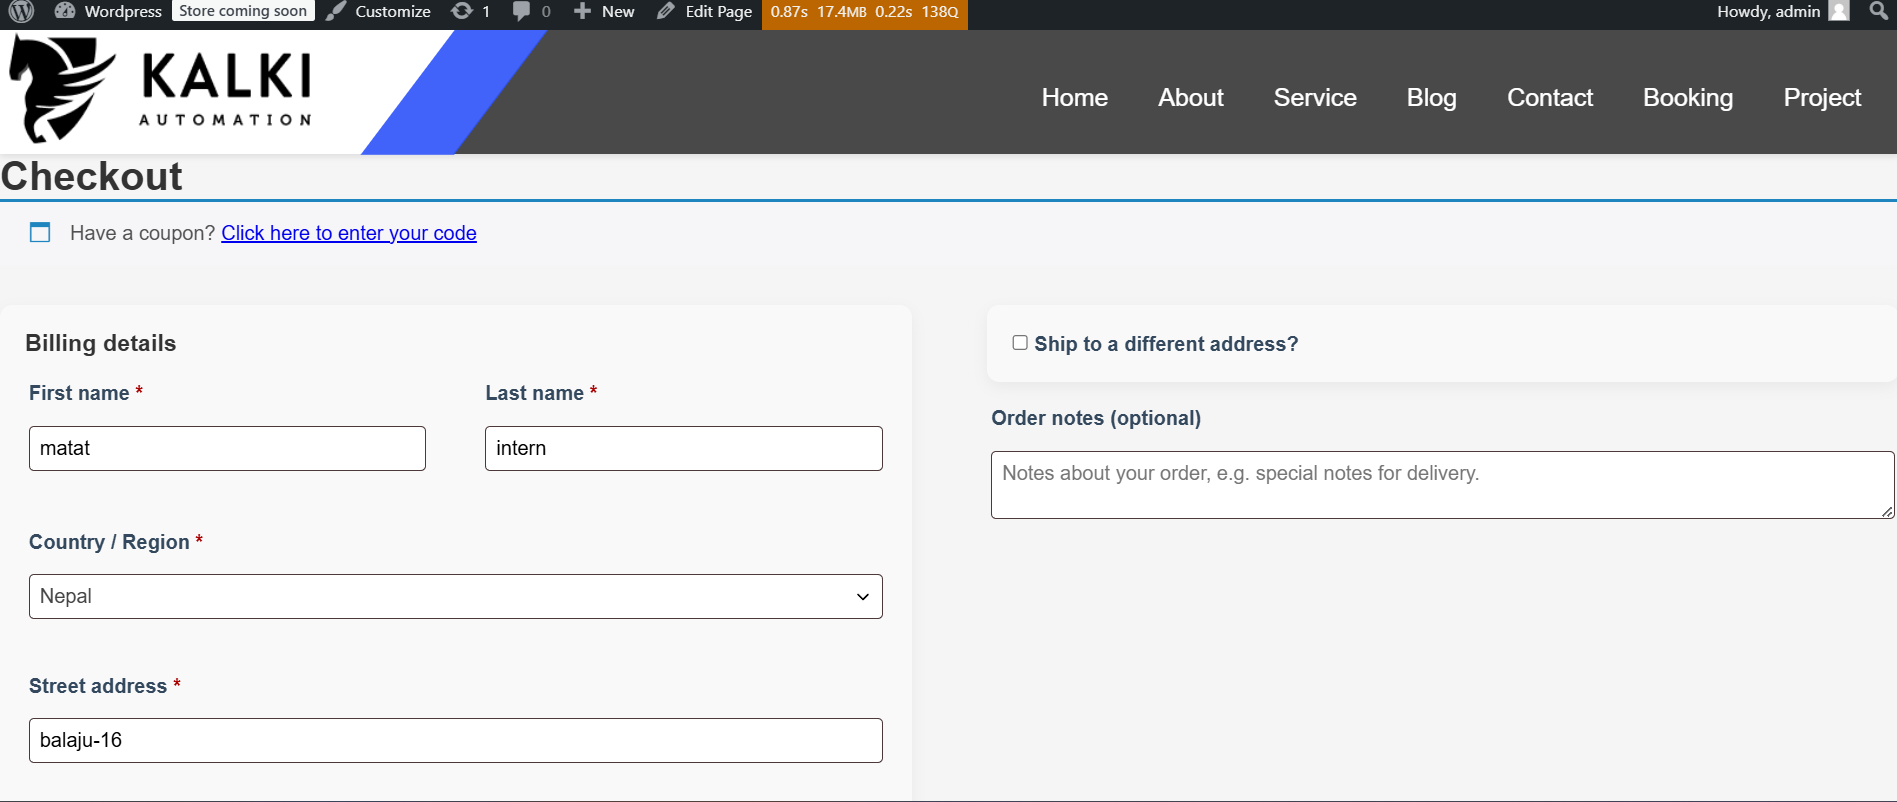 Wordpress Store coming soon Customize 1 0 New Edit Page 0.87s 17.4MB 0.22s 138Q Howdy, admin
KALKI
AUTOMATION
Home About Service Blog Contact Booking Project
Checkout
Have a coupon? Click here to enter your code
Billing details
First name * Last name *
matat intern
Country / Region *
Nepal
Street address *
balaju-16
Ship to a different address?
Order notes (optional)
Notes about your order, e.g. special notes for delivery.